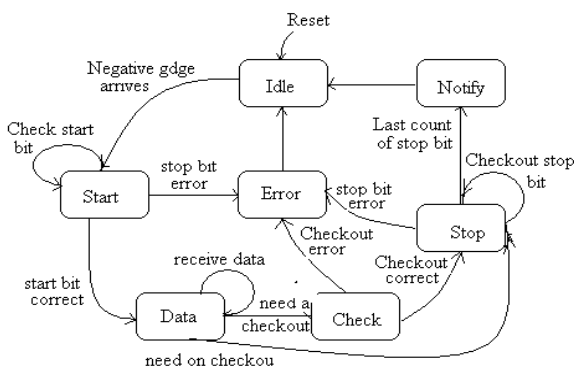 Reset
Negative gdge
arrives
Idle
Notify
Check start
bit
Last count
of stop bit
Checkout stop
bit
Start
stop bit
error
Error
stop bit
error
Stop
Checkout
error
Checkout
correct
start bit
correct
receive data
Data
need a
checkout
Check
need on checkou